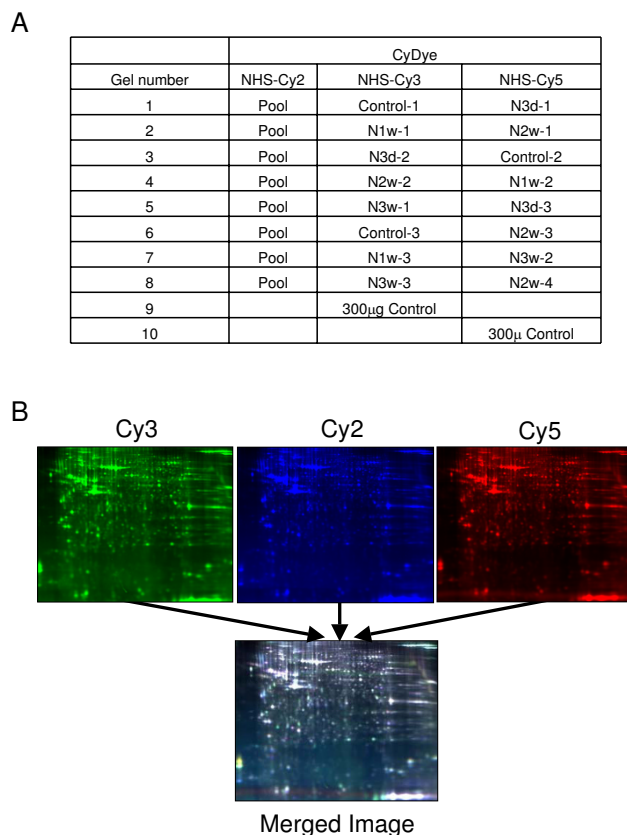 A
CyDye
Gel number NHS-Cy2 NHS-Cy3 NHS-Cy5
1 Pool Control-1 N3d-1
2 Pool N1w-1 N2w-1
3 Pool N3d-2 Control-2
4 Pool N2w-2 N1w-2
5 Pool N3w-1 N3d-3
6 Pool Control-3 N2w-3
7 Pool N1w-3 N3w-2
8 Pool N3w-3 N2w-4
9 300µg Control
10 300µ Control
B
Cy3 Cy2 Cy5
Merged Image